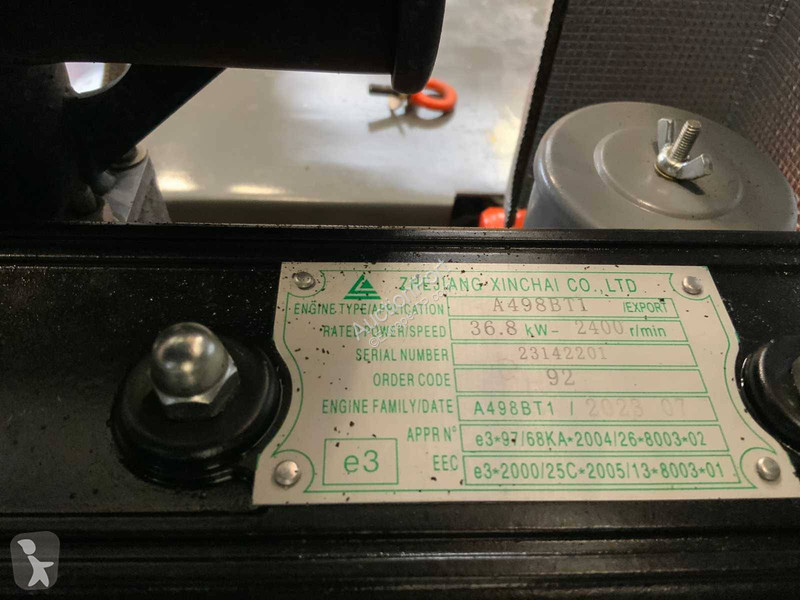 ZHEJIANG XINCHAI CO.,LTD
ENGINE TYPE/APPLICATION A498BT1 /EXPORT
RATED POWER/SPEED 36.8 kW- 2400 r/min
SERIAL NUMBER 23142201
ORDER CODE 92
ENGINE FAMILY/DATE A498BT1 / 2023 07
APPR Nº e3*97/68KA*2004/26*8003*02
e3 EEC e3*2000/25C*2005/13*8003*01